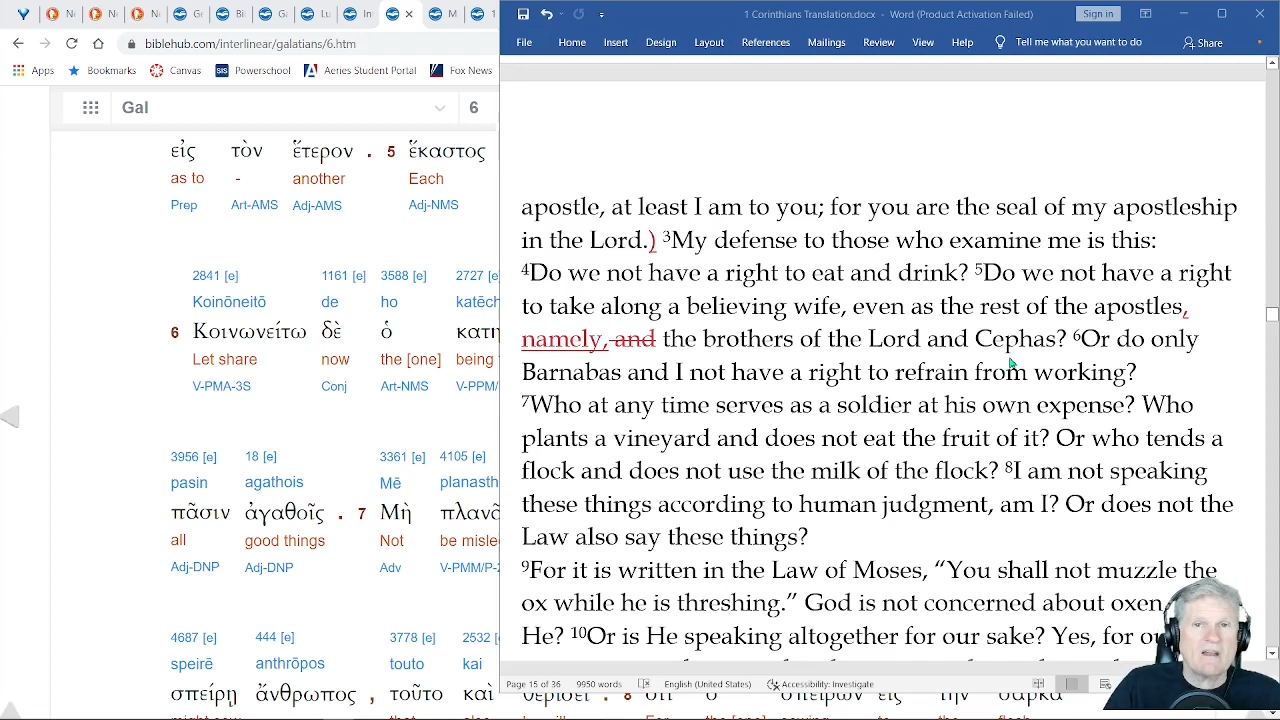 1 Corinthians Translation.docx - Word (Product Activation Failed)
Sign in
biblehub.com/interlinear/galatians/6.htm
File Home Insert Design Layout References Mailings Review View Help Tell me what you want to do Share
Apps Bookmarks Canvas Powerschool Aeries Student Portal Fox News
Gal 6
εἰς τὸν ἕτερον . 5 ἕκαστος
as to - another Each
Prep Art-AMS Adj-AMS Adj-NMS
2841 [e] 1161 [e] 3588 [e] 2727 [e]
Koinōneitō de ho katēch
6 Κοινωνείτω δὲ ὁ κατη
Let share now the [one] being
V-PMA-3S Conj Art-NMS V-PPM/
3956 [e] 18 [e] 3361 [e] 4105 [e]
pasin agathois Mē planasth
πᾶσιν ἀγαθοῖς . 7 Μὴ πλανᾶ
all good things Not be misle
Adj-DNP Adj-DNP Adv V-PMM/P-2
4687 [e] 444 [e] 3778 [e] 2532 [e]
speirē anthrōpos touto kai
σπείρῃ ἄνθρωπος , τοῦτο καὶ
apostle, at least I am to you; for you are the seal of my apostleship
in the Lord.) ³My defense to those who examine me is this:
⁴Do we not have a right to eat and drink? ⁵Do we not have a right
to take along a believing wife, even as the rest of the apostles,
namely, and the brothers of the Lord and Cephas? ⁶Or do only
Barnabas and I not have a right to refrain from working?
⁷Who at any time serves as a soldier at his own expense? Who
plants a vineyard and does not eat the fruit of it? Or who tends a
flock and does not use the milk of the flock? ⁸I am not speaking
these things according to human judgment, am I? Or does not the
Law also say these things?
⁹For it is written in the Law of Moses, “You shall not muzzle the
ox while he is threshing.” God is not concerned about oxen
He? ¹⁰Or is He speaking altogether for our sake? Yes, for
Page 15 of 36 9950 words English (United States) Accessibility: Investigate